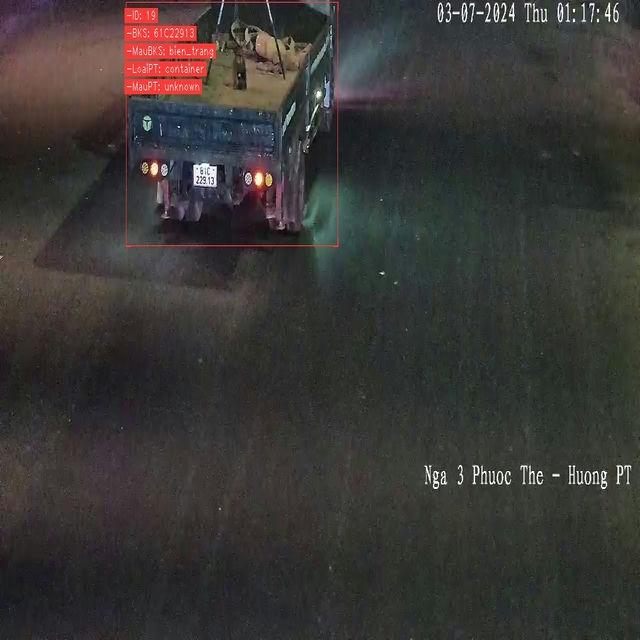 -ID: 19
-BKS: 61C22913
-MauBKS: bien_trang
-LoaiPT: container
-MauPT: unknown
03-07-2024 Thu 01:17:46
61C
229.13
Nga 3 Phuoc The - Huong PT